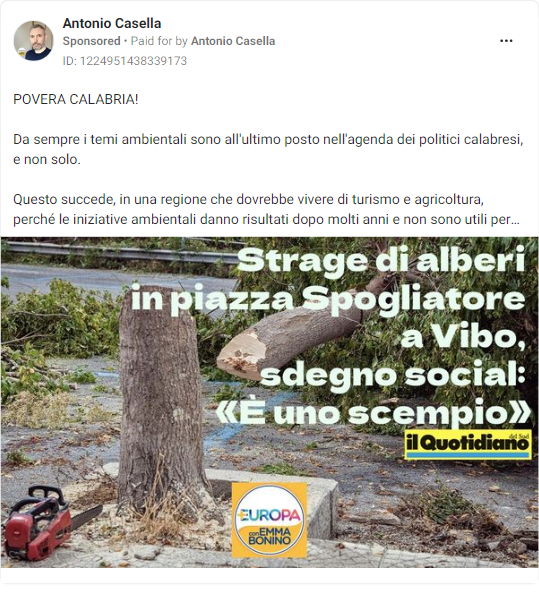 Antonio Casella
Sponsored • Paid for by Antonio Casella
ID: 1224951438339173
POVERA CALABRIA!
Da sempre i temi ambientali sono all'ultimo posto nell'agenda dei politici calabresi,
e non solo.
Questo succede, in una regione che dovrebbe vivere di turismo e agricoltura,
perché le iniziative ambientali danno risultati dopo molti anni e non sono utili per...
Strage di alberi
in piazza Spogliatore
a Vibo,
sdegno social:
«È uno scempio»
il Quotidiano
del Sud
+EUROPA
con EMMA
BONINO